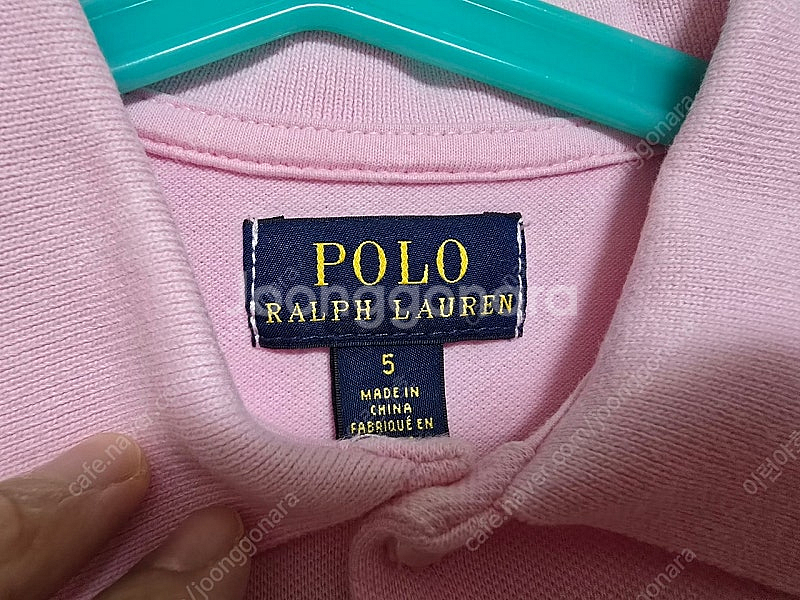 POLO
RALPH LAUREN
5
MADE IN
CHINA
FABRIQUÉ EN
joonggonara
cafe.naver.com/joonggonara